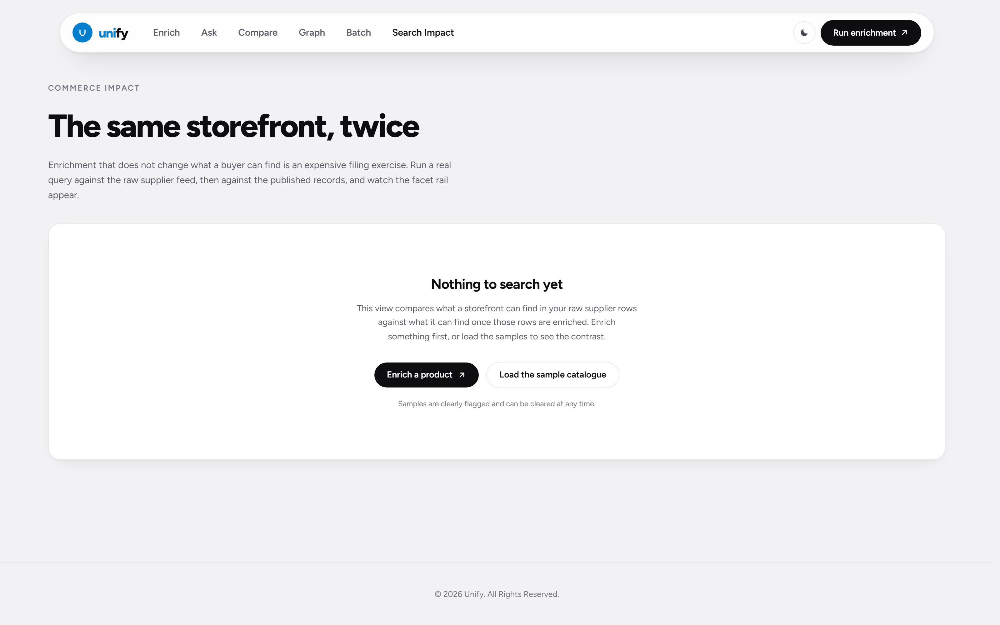 U unify Enrich Ask Compare Graph Batch Search Impact Run enrichment
COMMERCE IMPACT
The same storefront, twice
Enrichment that does not change what a buyer can find is an expensive filing exercise. Run a real
query against the raw supplier feed, then against the published records, and watch the facet rail
appear.
Nothing to search yet
This view compares what a storefront can find in your raw supplier rows
against what it can find once those rows are enriched. Enrich
something first, or load the samples to see the contrast.
Enrich a product Load the sample catalogue
Samples are clearly flagged and can be cleared at any time.
© 2026 Unify. All Rights Reserved.